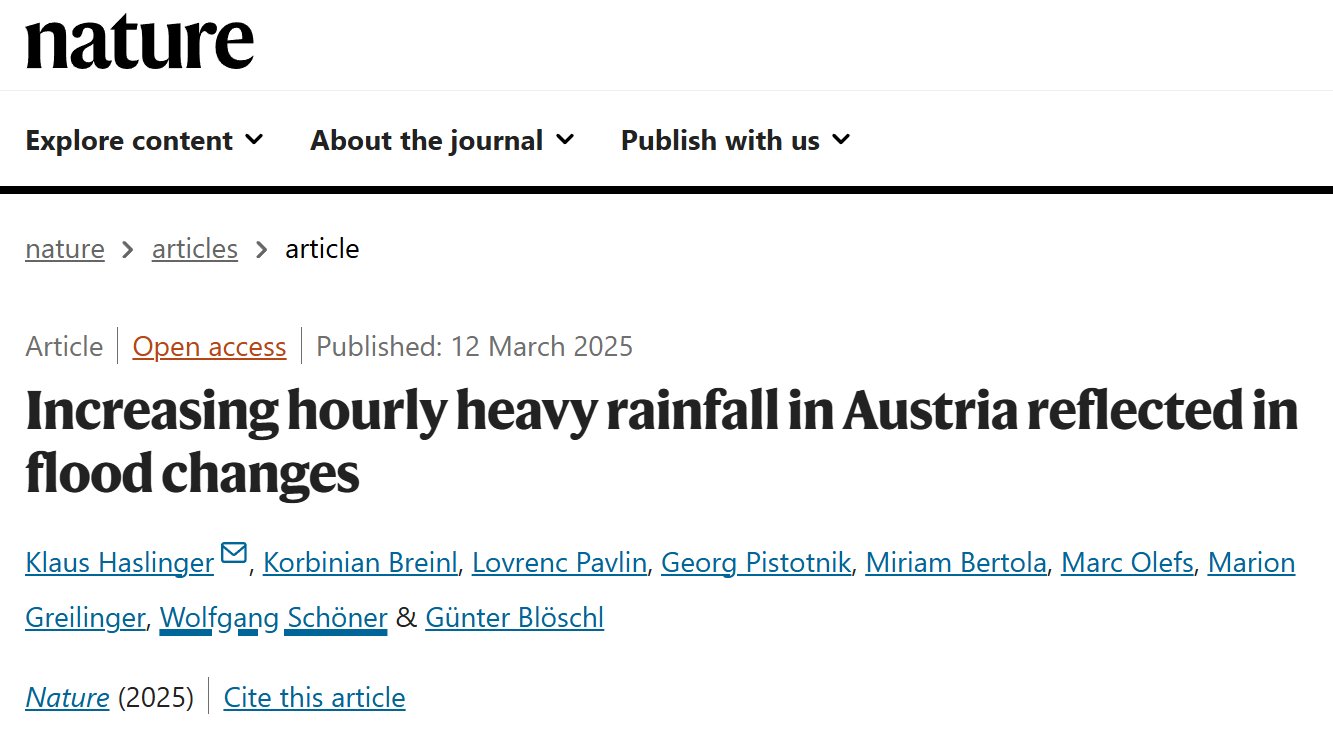 nature
Explore content About the journal Publish with us
nature > articles > article
Article | Open access | Published: 12 March 2025
Increasing hourly heavy rainfall in Austria reflected in
flood changes
Klaus Haslinger, Korbinian Breinl, Lovrenc Pavlin, Georg Pistotnik, Miriam Bertola, Marc Olefs, Marion
Greilinger, Wolfgang Schöner & Günter Blöschl
Nature (2025) | Cite this article